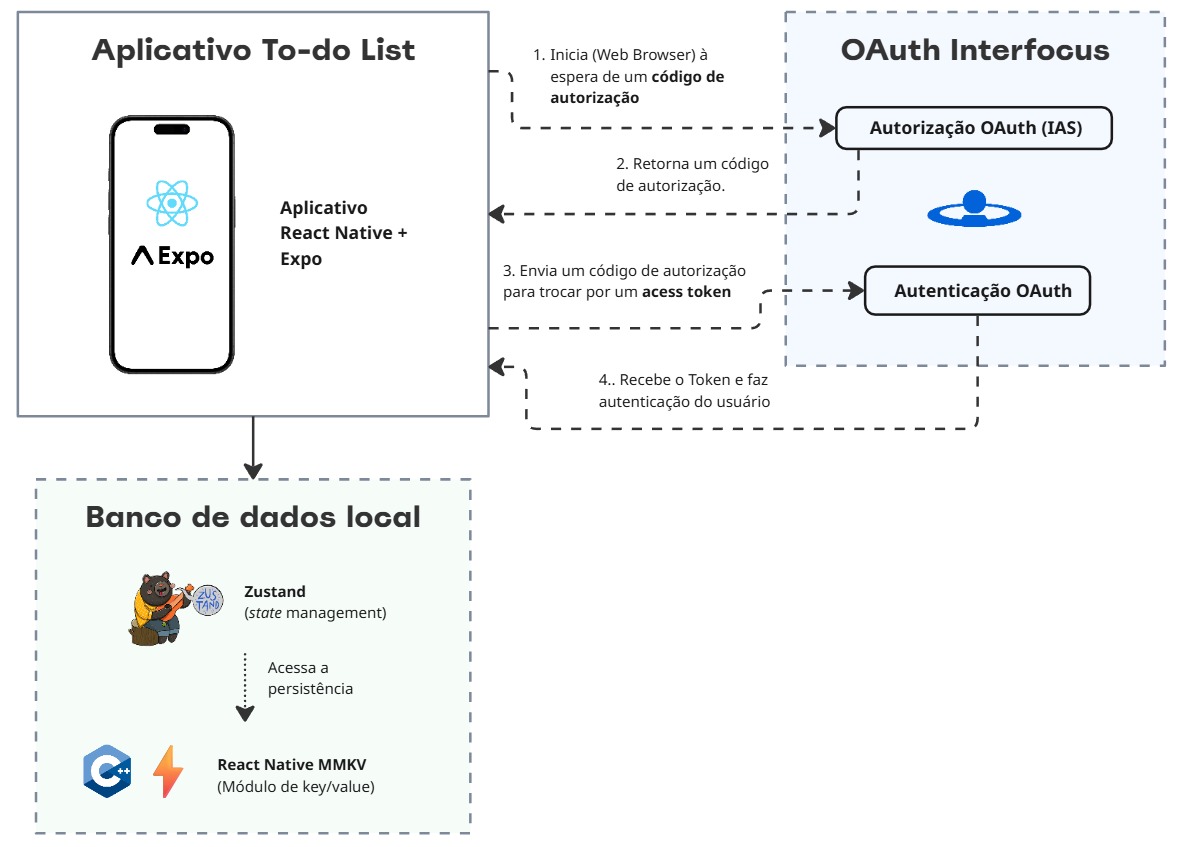 Aplicativo To-do List
Expo
Aplicativo
React Native +
Expo
1. Inicia (Web Browser) à
espera de um código de
autorização
2. Retorna um código
de autorização.
3. Envia um código de autorização
para trocar por um acess token
4.. Recebe o Token e faz
autenticação do usuário
OAuth Interfocus
Autorização OAuth (IAS)
Autenticação OAuth
Banco de dados local
ZUS
TAND
Zustand
(state management)
Acessa a
persistência
C++
React Native MMKV
(Módulo de key/value)